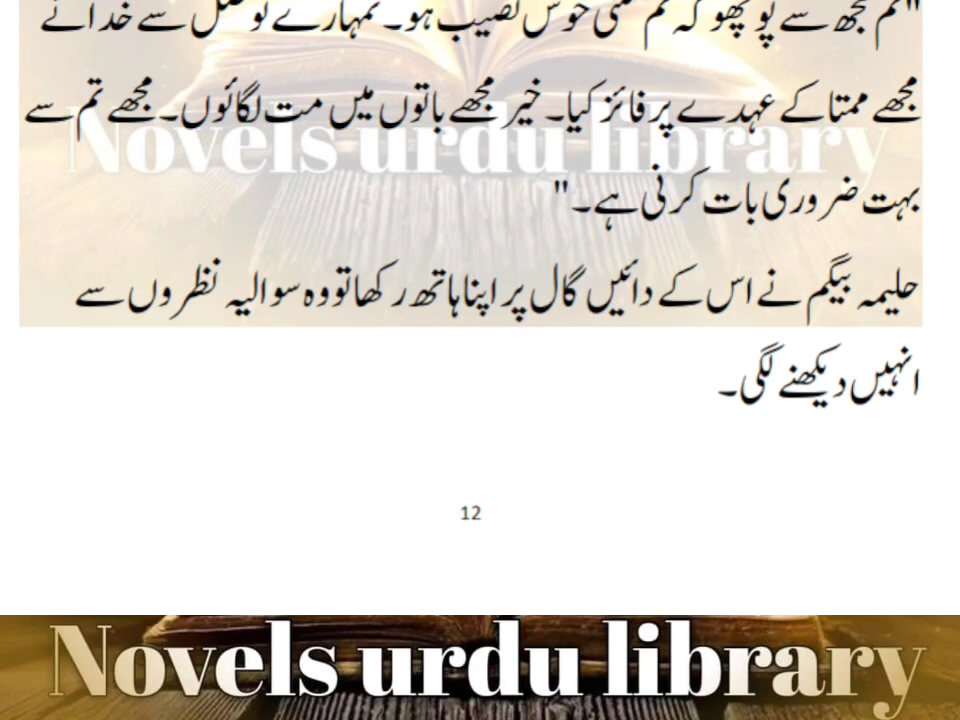 "تم مجھ سے پوچھو کہ تم کتنی خوش نصیب ہو۔ تمہارے توسل سے خدا نے
مجھے ممتا کے عہدے پر فائز کیا۔ خیر مجھے باتوں میں مت لگائوں۔ مجھے تم سے
Novels urdu library
بہت ضروری بات کرنی ہے۔"
حلیمہ بیگم نے اس کے دائیں گال پر اپنا ہاتھ رکھا تو وہ سوالیہ نظروں سے
انہیں دیکھنے لگی۔
12
Novels urdu library